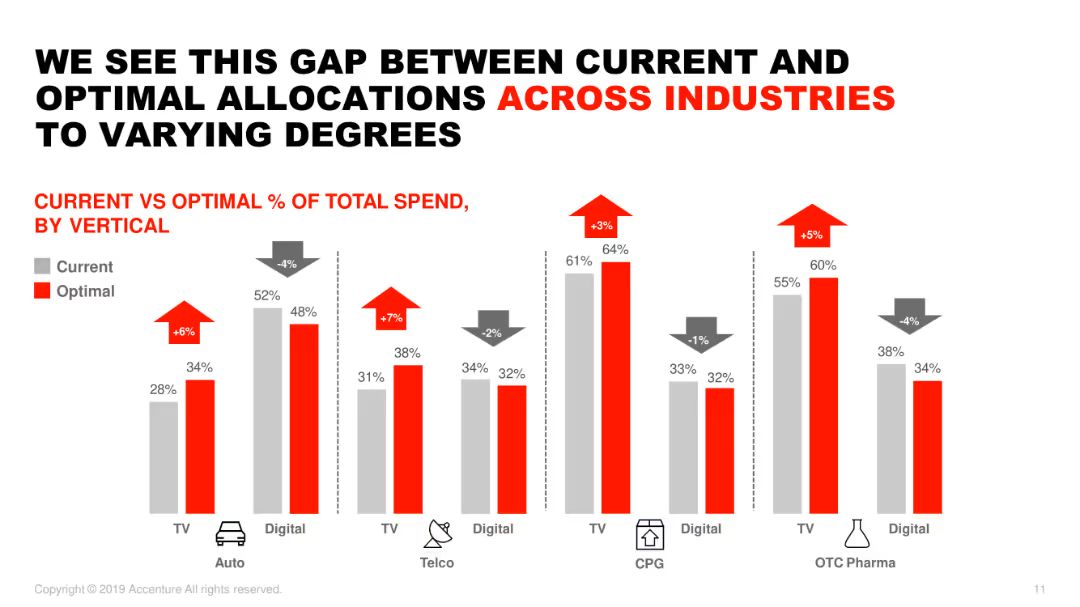 WE SEE THIS GAP BETWEEN CURRENT AND
OPTIMAL ALLOCATIONS ACROSS INDUSTRIES
TO VARYING DEGREES
CURRENT VS OPTIMAL % OF TOTAL SPEND,
BY VERTICAL
Current
Optimal
+6%
28%
34%
-4%
52%
48%
TV
Digital
Auto
+7%
31%
38%
-2%
34%
32%
TV
Digital
Telco
+3%
61%
64%
-1%
33%
32%
TV
Digital
CPG
+5%
55%
60%
-4%
38%
34%
TV
Digital
OTC Pharma
Copyright © 2019 Accenture All rights reserved.
11